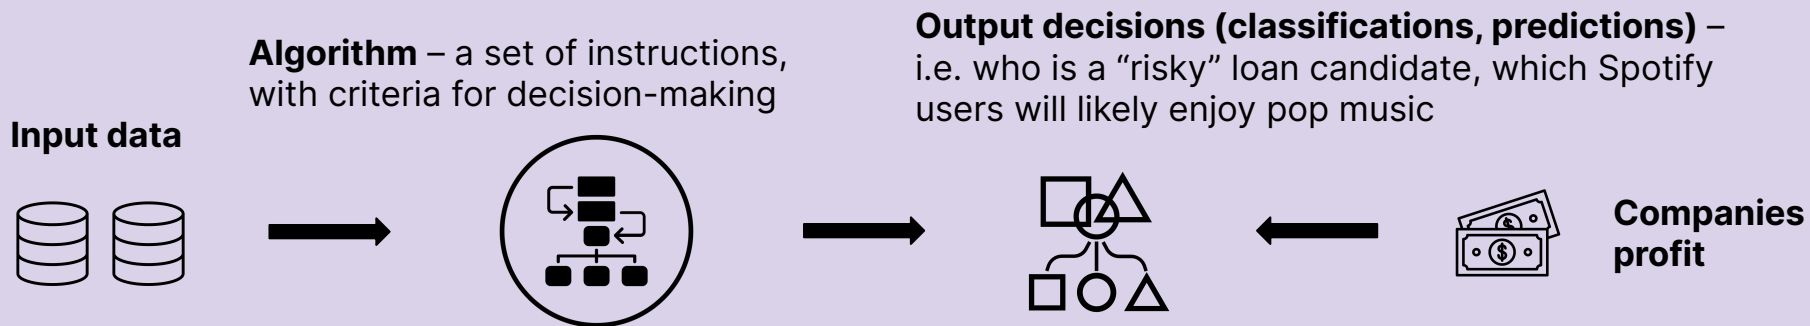 Input data
Algorithm – a set of instructions,
with criteria for decision-making
Output decisions (classifications, predictions) –
i.e. who is a “risky” loan candidate, which Spotify
users will likely enjoy pop music
$
$
Companies
profit